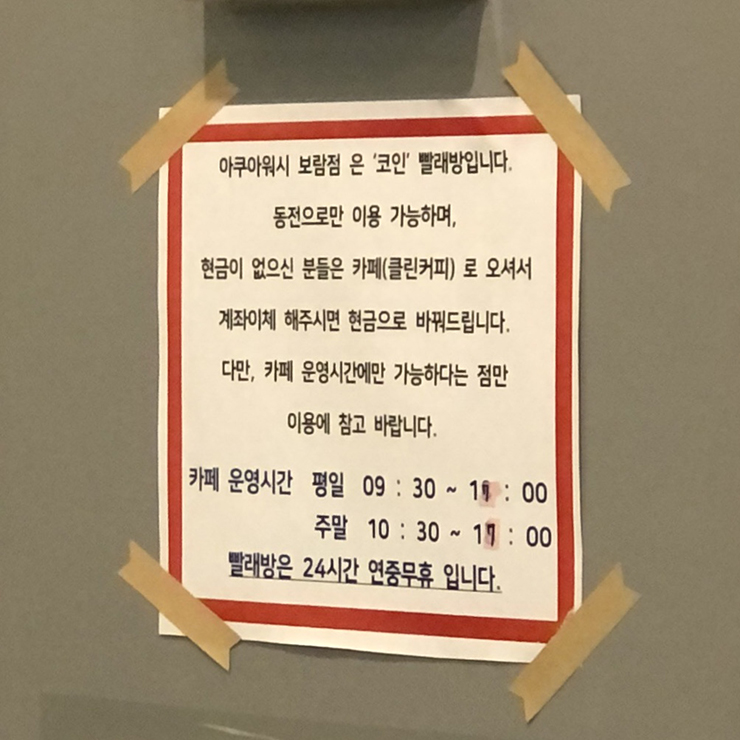 아쿠아워시 보람점 은 '코인' 빨래방입니다.
동전으로만 이용 가능하며,
현금이 없으신 분들은 카페(클린커피) 로 오셔서
계좌이체 해주시면 현금으로 바꿔드립니다.
다만, 카페 운영시간에만 가능하다는 점만
이용에 참고 바랍니다.
카페 운영시간 평일 09 : 30 ~
주말 10 : 30 ~ 17 : 00
빨래방은 24시간 연중무휴 입니다.